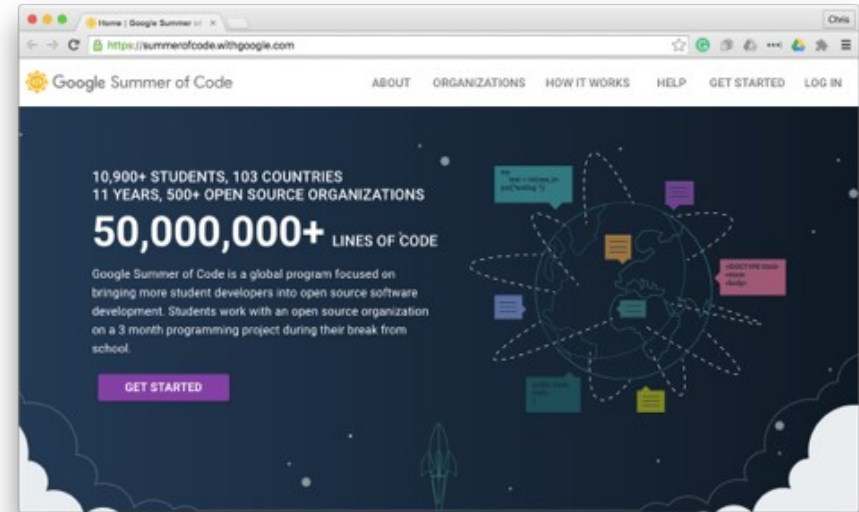 Home | Google Summer of
Chris
https://summerofcode.withgoogle.com
Google Summer of Code
ABOUT
ORGANIZATIONS
HOW IT WORKS
HELP
GET STARTED
LOG IN
10,900+ STUDENTS, 103 COUNTRIES
11 YEARS, 500+ OPEN SOURCE ORGANIZATIONS
50,000,000+ LINES OF CODE
Google Summer of Code is a global program focused on
bringing more student developers into open source software
development. Students work with an open source organization
on a 3 month programming project during their break from
school.
GET STARTED